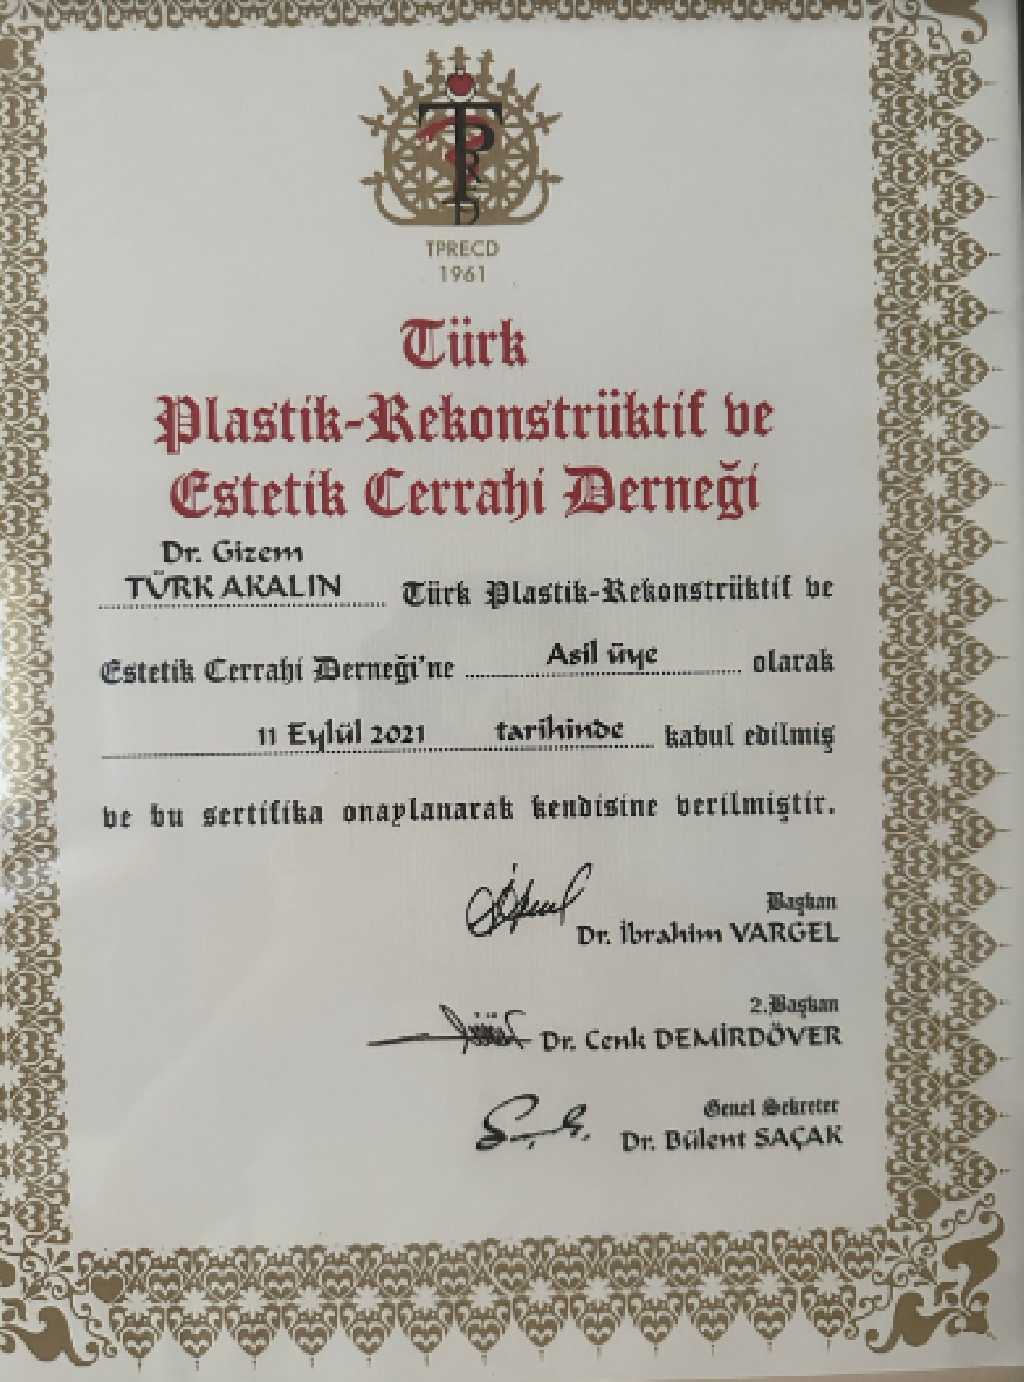 TPRECD
1961
Türk
Plastik-Rekonstrüktif ve
Estetik Cerrahi Derneği
Dr. Gizem
TÜRK AKALIN Türk Plastik-Rekonstrüktif ve
Estetik Cerrahi Derneği'ne Asil üye olarak
11 Eylül 2021 tarihinde kabul edilmiş
ve bu sertifika onaylanarak kendisine verilmiştir.
Başkan
Dr. İbrahim VARGEL
2.Başkan
Dr. Cenk DEMİRDÖVER
Genel Sekreter
Dr. Bülent SAÇAK